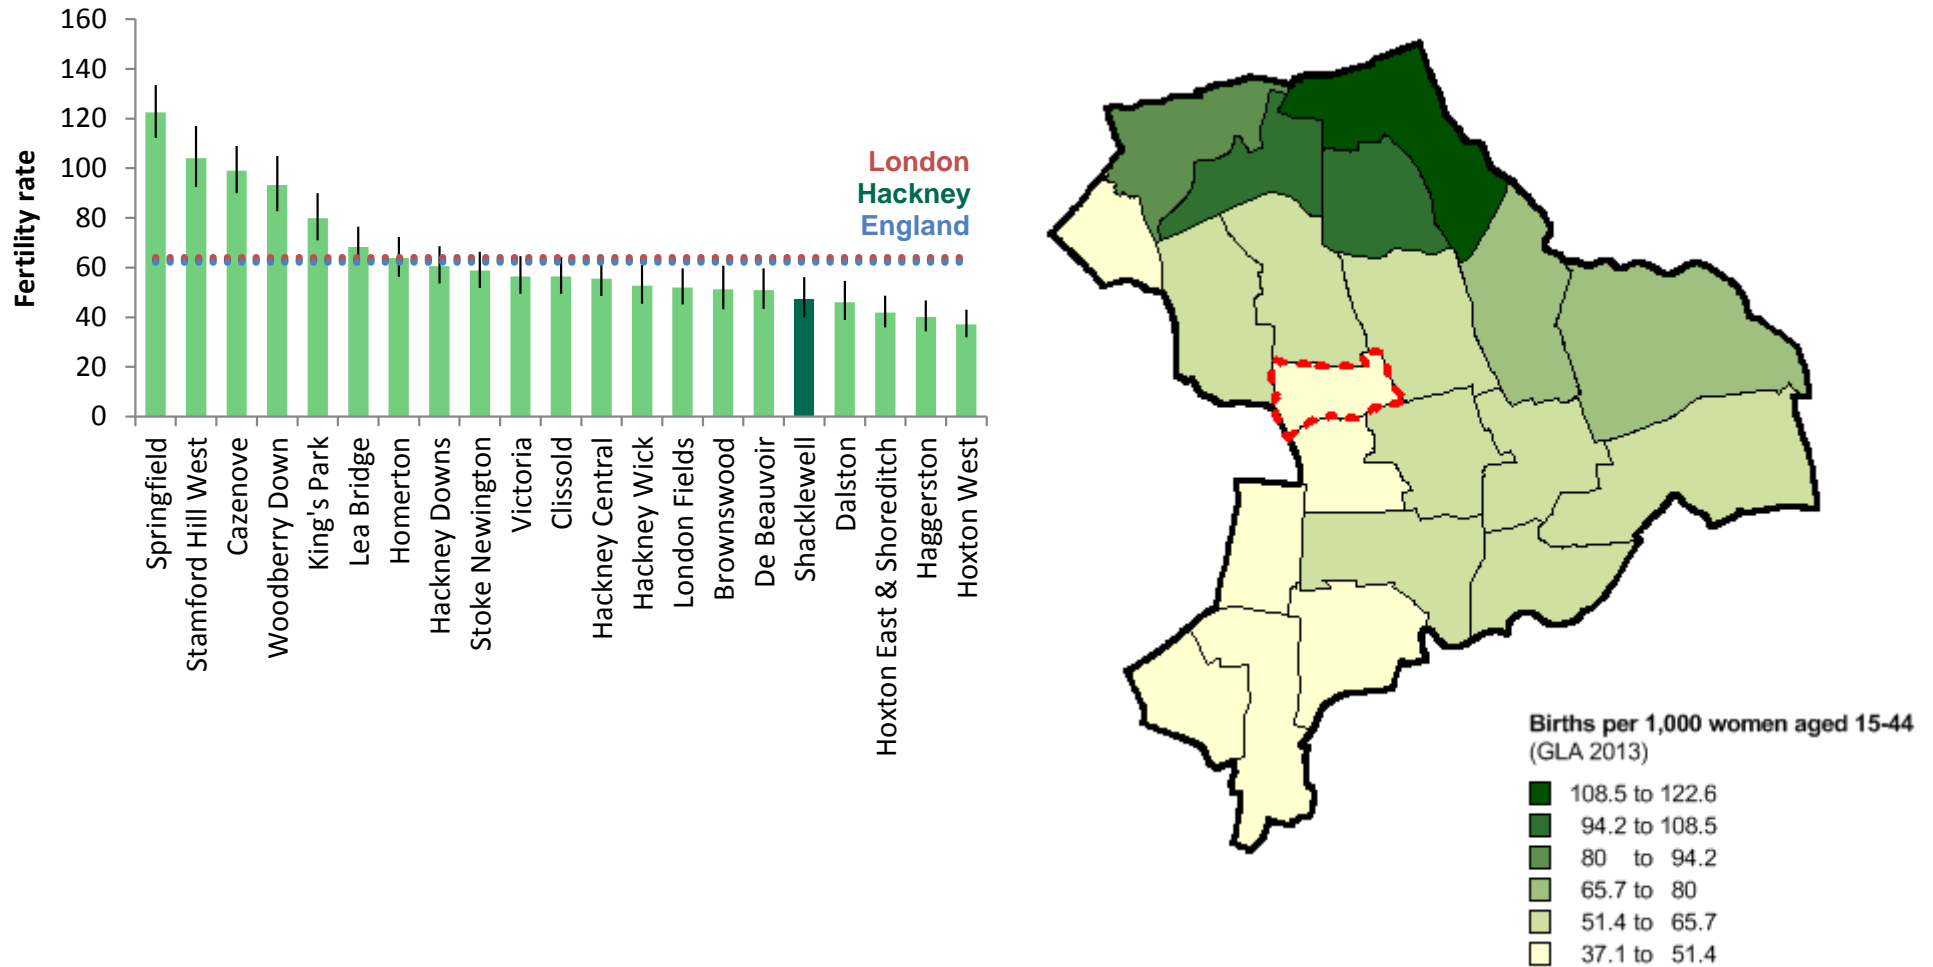 160
140
120
100
80
60
40
20
0
Fertility rate
London
Hackney
England
Springfield
Stamford Hill West
Cazenove
Woodberry Down
King's Park
Lea Bridge
Homerton
Hackney Downs
Stoke Newington
Victoria
Clissold
Hackney Central
Hackney Wick
London Fields
Brownswood
De Beauvoir
Shacklewell
Dalston
Hoxton East & Shoreditch
Haggerston
Hoxton West
Births per 1,000 women aged 15-44
(GLA 2013)
108.5 to 122.6
94.2 to 108.5
80 to 94.2
65.7 to 80
51.4 to 65.7
37.1 to 51.4